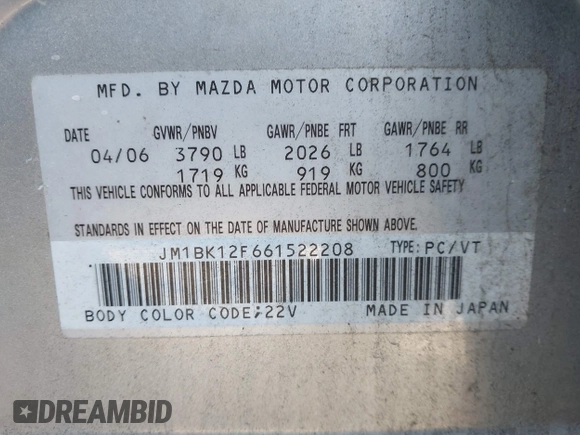 MFD. BY MAZDA MOTOR CORPORATION
DATE GVWR/PNBV GAWR/PNBE FRT GAWR/PNBE RR
04/06 3790 LB 2026 LB 1764 LB
1719 KG 919 KG 800 KG
THIS VEHICLE CONFORMS TO ALL APPLICABLE FEDERAL MOTOR VEHICLE SAFETY
STANDARDS IN EFFECT ON THE DATE OF MANUFACTURE SHOWN ABOVE.
JM1BK12F661522208 TYPE: PC/VT
BODY COLOR CODE;22V MADE IN JAPAN
DREAMBID